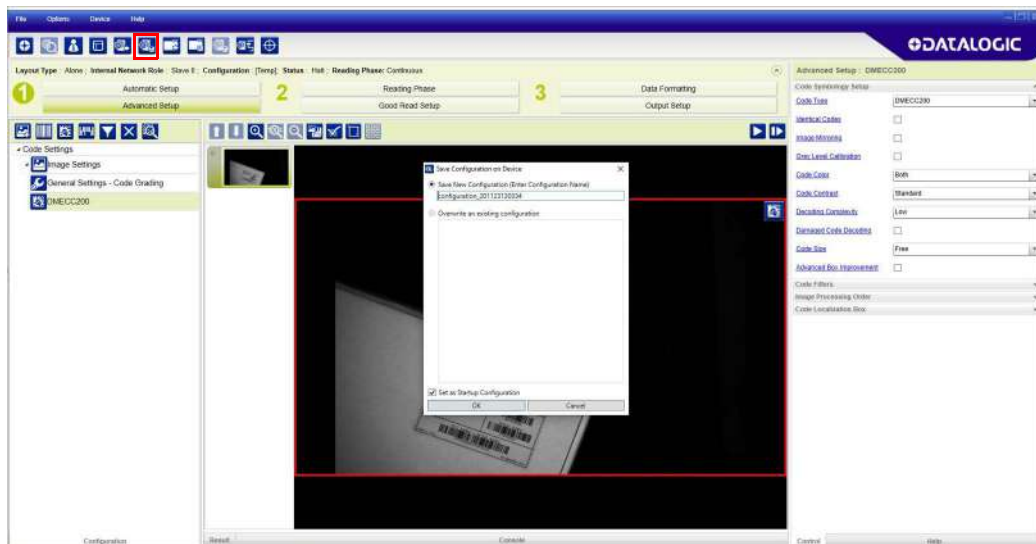 File Options Device Help
DATALOGIC
Layout Type : Alone ; Internal Network Role : Slave 0 ; Configuration : [Temp]; Status : Halt ; Reading Phase: Continuous
1
Automatic Setup
Advanced Setup
2
Reading Phase
Good Read Setup
3
Data Formatting
Output Setup
Code Settings
Image Settings
General Settings - Code Grading
DMECC200
Configuration
Save Configuration on Device
Save New Configuration (Enter Configuration Name)
Overwrite an existing configuration
Set as Startup Configuration
OK Cancel
Result Console
Advanced Setup : DMECC200
Code Symbology Setup
Code Type DMECC200
Identical Codes
Image Mirroring
Grey Level Calibration
Code Color Both
Code Contrast Standard
Decoding Complexity Low
Damaged Code Decoding
Code Size Free
Advanced Box Improvement
Code Filters
Image Processing Order
Code Localization Box
Control Help